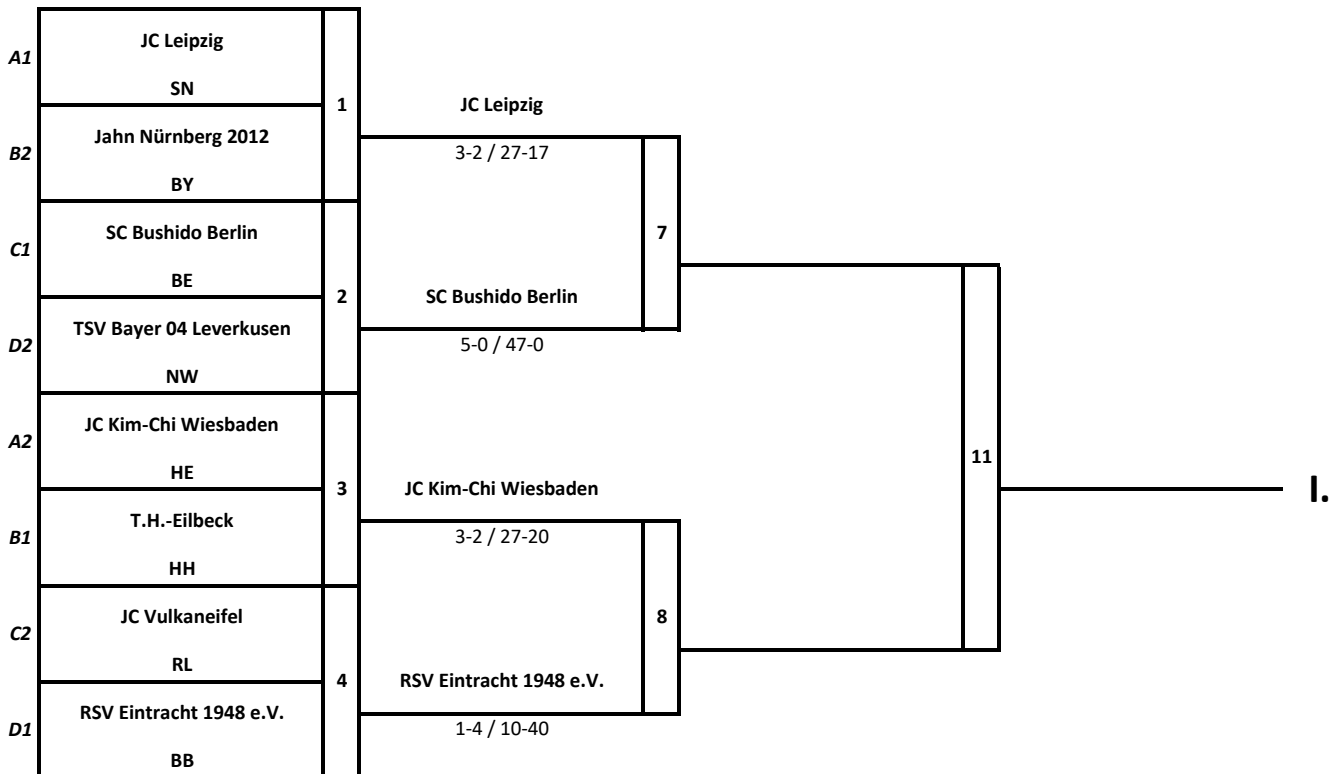 A1
JC Leipzig
SN
B2
Jahn Nürnberg 2012
BY
1
C1
SC Bushido Berlin
BE
D2
TSV Bayer 04 Leverkusen
NW
2
A2
JC Kim-Chi Wiesbaden
HE
B1
T.H.-Eilbeck
HH
3
C2
JC Vulkaneifel
RL
D1
RSV Eintracht 1948 e.V.
BB
4
JC Leipzig
3-2 / 27-17
SC Bushido Berlin
5-0 / 47-0
7
JC Kim-Chi Wiesbaden
3-2 / 27-20
RSV Eintracht 1948 e.V.
1-4 / 10-40
8
11
I.